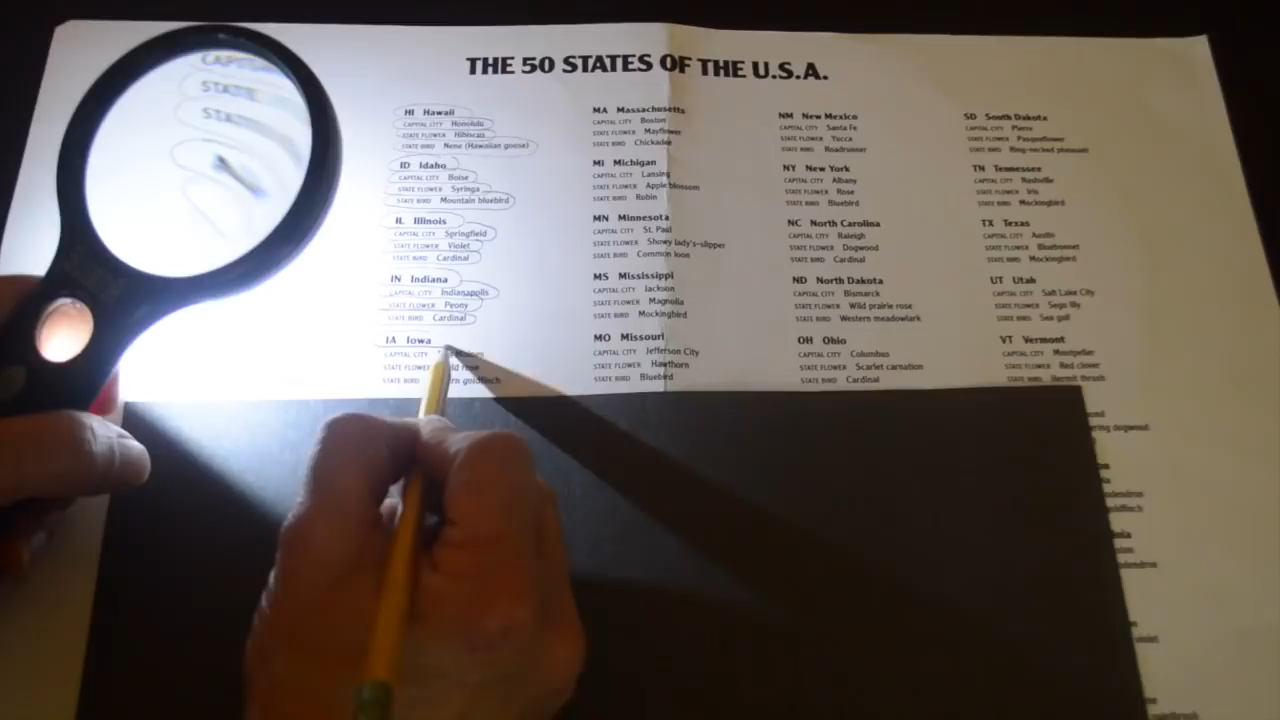 THE 50 STATES OF THE U.S.A.
HI Hawaii
CAPITAL CITY Honolulu
STATE FLOWER Hibiscus
STATE BIRD Nene (Hawaiian goose)
ID Idaho
CAPITAL CITY Boise
STATE FLOWER Syringa
STATE BIRD Mountain bluebird
IL Illinois
CAPITAL CITY Springfield
STATE FLOWER Violet
STATE BIRD Cardinal
IN Indiana
CAPITAL CITY Indianapolis
STATE FLOWER Peony
STATE BIRD Cardinal
IA Iowa
CAPITAL CITY
STATE FLOWER rose
STATE BIRD goldfinch
MA Massachusetts
CAPITAL CITY Boston
STATE FLOWER Mayflower
STATE BIRD Chickadee
MI Michigan
CAPITAL CITY Lansing
STATE FLOWER Apple blossom
STATE BIRD Robin
MN Minnesota
CAPITAL CITY St. Paul
STATE FLOWER Showy lady's-slipper
STATE BIRD Common loon
MS Mississippi
CAPITAL CITY Jackson
STATE FLOWER Magnolia
STATE BIRD Mockingbird
MO Missouri
CAPITAL CITY Jefferson City
STATE FLOWER Hawthorn
STATE BIRD Bluebird
NM New Mexico
CAPITAL CITY Santa Fe
STATE FLOWER Yucca
STATE BIRD Roadrunner
NY New York
CAPITAL CITY Albany
STATE FLOWER Rose
STATE BIRD Bluebird
NC North Carolina
CAPITAL CITY Raleigh
STATE FLOWER Dogwood
STATE BIRD Cardinal
ND North Dakota
CAPITAL CITY Bismarck
STATE FLOWER Wild prairie rose
STATE BIRD Western meadowlark
OH Ohio
CAPITAL CITY Columbus
STATE FLOWER Scarlet carnation
STATE BIRD Cardinal
SD South Dakota
CAPITAL CITY Pierre
STATE FLOWER Pasqueflower
STATE BIRD Ring-necked pheasant
TN Tennessee
CAPITAL CITY Nashville
STATE FLOWER Iris
STATE BIRD Mockingbird
TX Texas
CAPITAL CITY Austin
STATE FLOWER Bluebonnet
STATE BIRD Mockingbird
UT Utah
CAPITAL CITY Salt Lake City
STATE FLOWER Sego lily
STATE BIRD Sea gull
VT Vermont
CAPITAL CITY Montpelier
STATE FLOWER Red clover
STATE BIRD Hermit thrush
dogwood